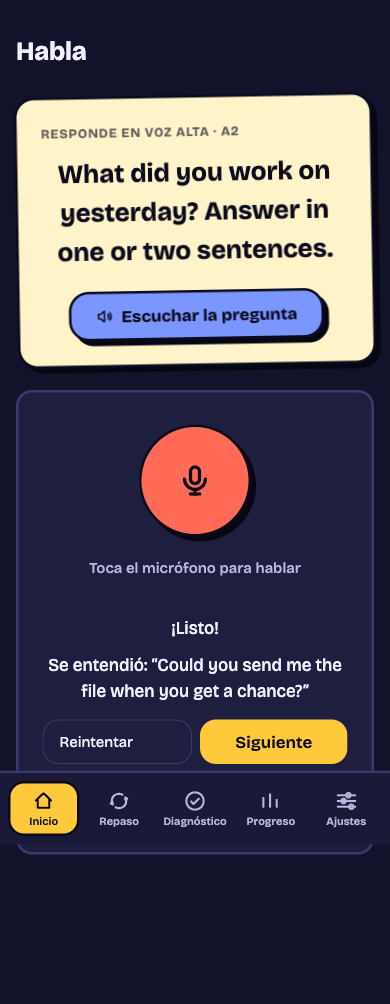 Habla
RESPONDE EN VOZ ALTA · A2
What did you work on
yesterday? Answer in
one or two sentences.
Escuchar la pregunta
Toca el micrófono para hablar
¡Listo!
Se entendió: “Could you send me the
file when you get a chance?”
Reintentar
Siguiente
Inicio
Repaso
Diagnóstico
Progreso
Ajustes